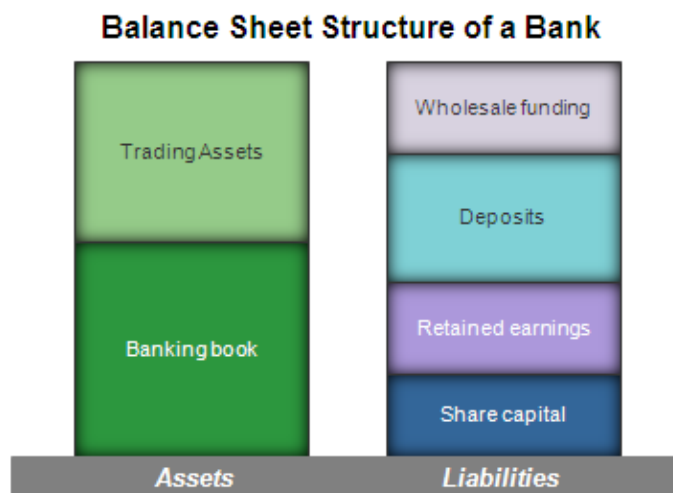 Balance Sheet Structure of a Bank
Trading Assets
Banking book
Assets
Wholesale funding
Deposits
Retained earnings
Share capital
Liabilities